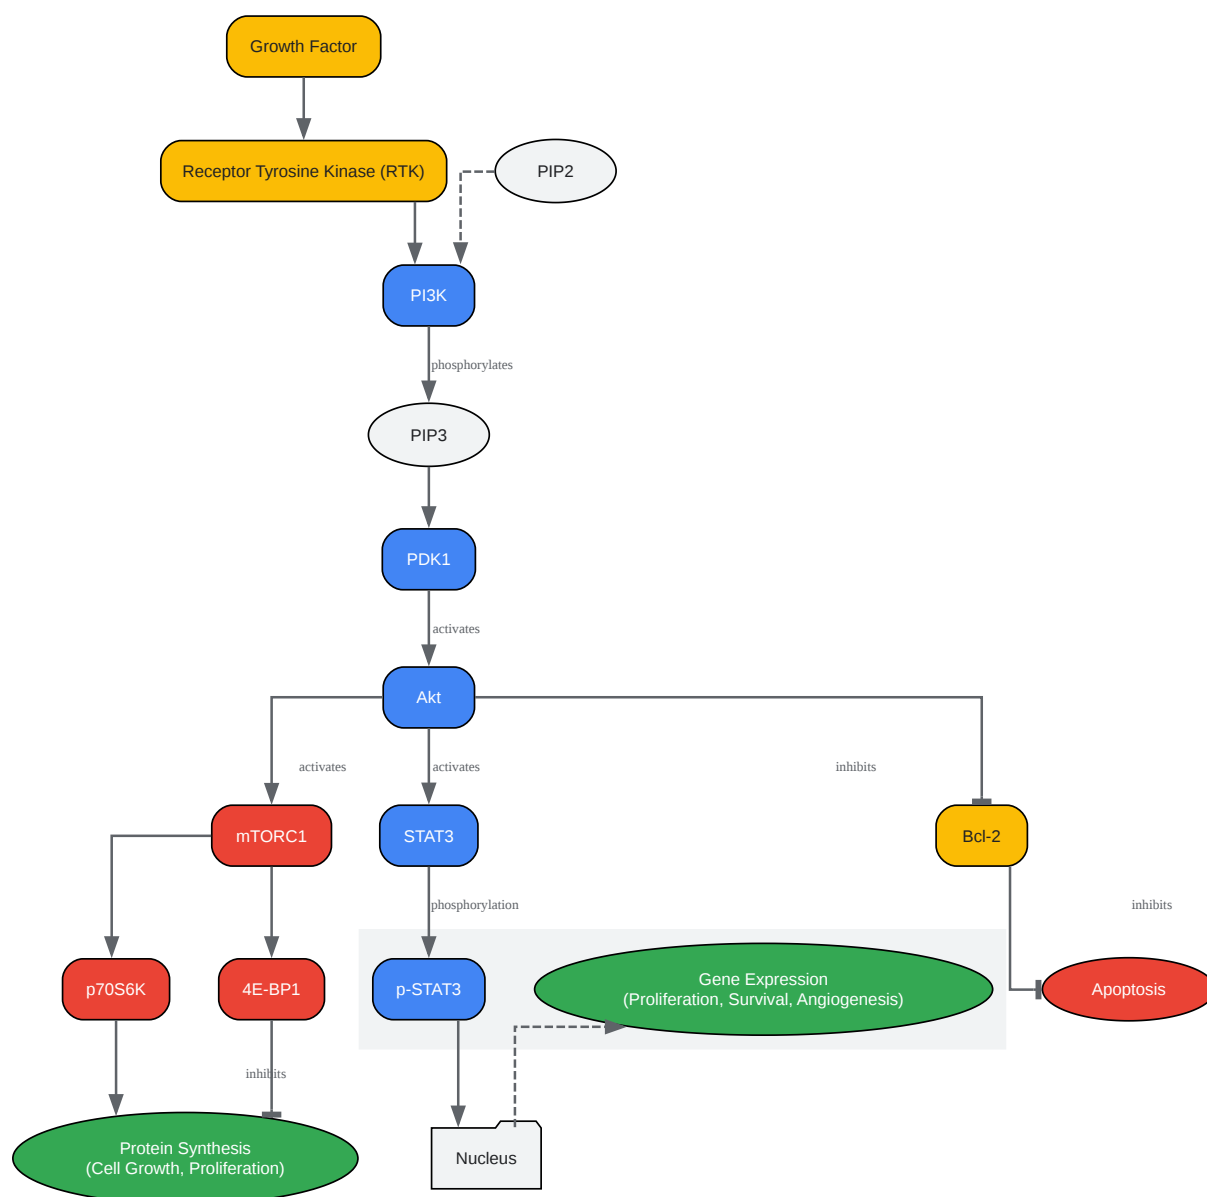 Growth Factor
Receptor Tyrosine Kinase (RTK)
PIP2
PI3K
phosphorylates
PIP3
PDK1
activates
Akt
activates
activates
inhibits
mTORC1
STAT3
Bcl-2
phosphorylation
inhibits
p70S6K
4E-BP1
p-STAT3
Gene Expression
(Proliferation, Survival, Angiogenesis)
Apoptosis
inhibits
Protein Synthesis
(Cell Growth, Proliferation)
Nucleus